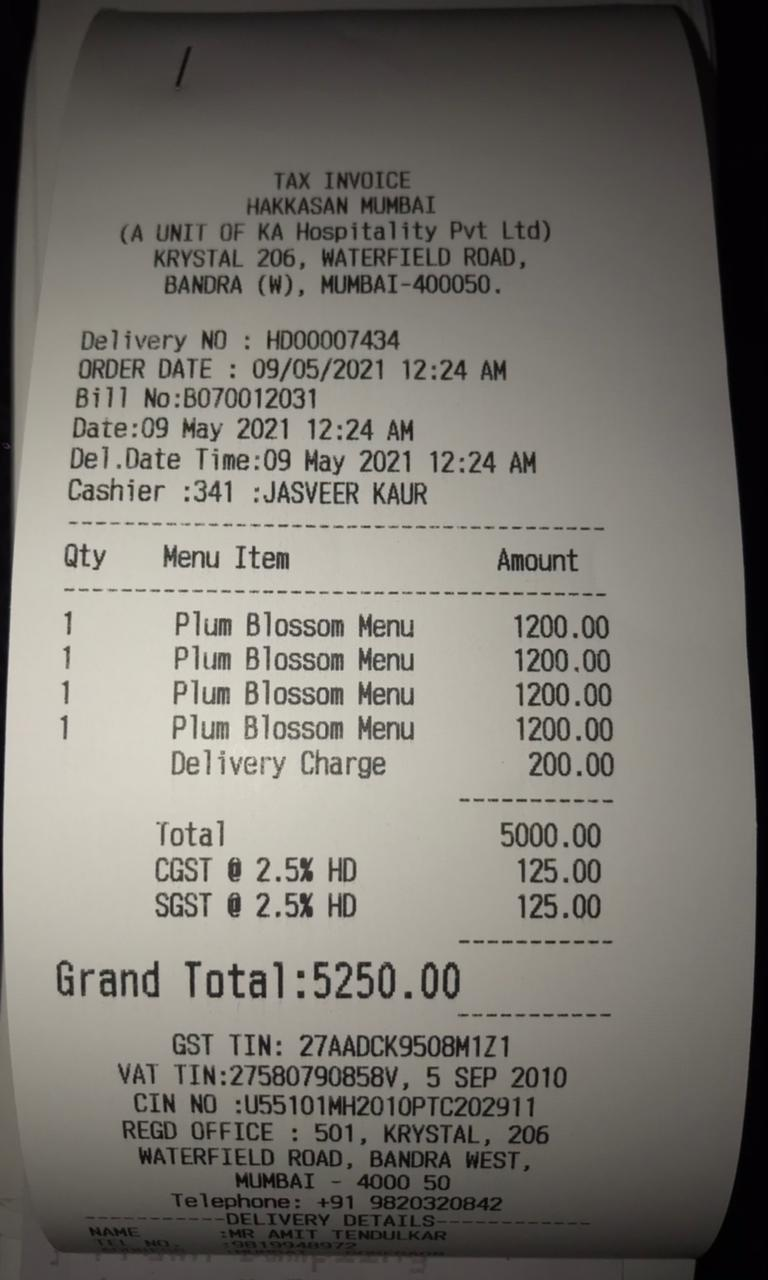 TAX INVOICE
HAKKASAN MUMBAI
(A UNIT OF KA Hospitality Pvt Ltd)
KRYSTAL 206, WATERFIELD ROAD,
BANDRA (W), MUMBAI-400050.
Delivery NO : HD00007434
ORDER DATE : 09/05/2021 12:24 AM
Bill No:B070012031
Date:09 May 2021 12:24 AM
Del.Date Time:09 May 2021 12:24 AM
Cashier :341 :JASVEER KAUR
Qty Menu Item Amount
1 Plum Blossom Menu 1200.00
1 Plum Blossom Menu 1200.00
1 Plum Blossom Menu 1200.00
1 Plum Blossom Menu 1200.00
Delivery Charge 200.00
Total 5000.00
CGST @ 2.5% HD 125.00
SGST @ 2.5% HD 125.00
Grand Total:5250.00
GST TIN: 27AADCK9508M1Z1
VAT TIN:27580790858V, 5 SEP 2010
CIN NO :U55101MH2010PTC202911
REGD OFFICE : 501, KRYSTAL, 206
WATERFIELD ROAD, BANDRA WEST,
MUMBAI - 4000 50
Telephone: +91 9820320842
----------DELIVERY DETAILS------------
NAME :MR AMIT TENDULKAR
TEL NO. :9819948972